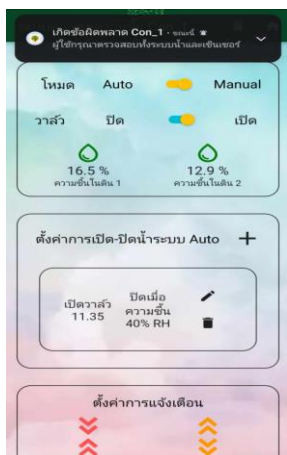 เกิดข้อผิดพลาด Con_1 · ขณะนี้
ผู้ใช้กรุณาตรวจสอบทั้งระบบน้ำและเซ็นเซอร์
โหมด Auto Manual
วาล์ว ปิด เปิด
16.5 % 12.9 %
ความชื้นในดิน 1 ความชื้นในดิน 2
ตั้งค่าการเปิด-ปิดน้ำระบบ Auto +
เปิดวาล์ว
11.35
ปิดเมื่อ
ความชื้น
40% RH
ตั้งค่าการแจ้งเตือน